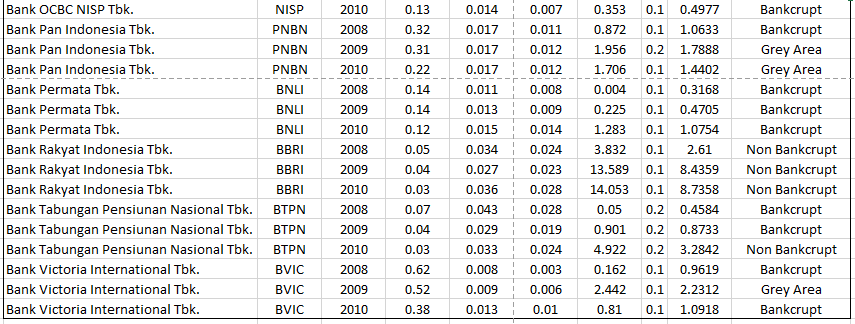 Bank OCBC NISP Tbk. NISP 2010 0.13 0.014 0.007 0.353 0.1 0.4977 Bankcrupt
Bank Pan Indonesia Tbk. PNBN 2008 0.32 0.017 0.011 0.872 0.1 1.0633 Bankcrupt
Bank Pan Indonesia Tbk. PNBN 2009 0.31 0.017 0.012 1.956 0.2 1.7888 Grey Area
Bank Pan Indonesia Tbk. PNBN 2010 0.22 0.017 0.012 1.706 0.1 1.4402 Grey Area
Bank Permata Tbk. BNLI 2008 0.14 0.011 0.008 0.004 0.1 0.3168 Bankcrupt
Bank Permata Tbk. BNLI 2009 0.14 0.013 0.009 0.225 0.1 0.4705 Bankcrupt
Bank Permata Tbk. BNLI 2010 0.12 0.015 0.014 1.283 0.1 1.0754 Bankcrupt
Bank Rakyat Indonesia Tbk. BBRI 2008 0.05 0.034 0.024 3.832 0.1 2.61 Non Bankcrupt
Bank Rakyat Indonesia Tbk. BBRI 2009 0.04 0.027 0.023 13.589 0.1 8.4359 Non Bankcrupt
Bank Rakyat Indonesia Tbk. BBRI 2010 0.03 0.036 0.028 14.053 0.1 8.7358 Non Bankcrupt
Bank Tabungan Pensiunan Nasional Tbk. BTPN 2008 0.07 0.043 0.028 0.05 0.2 0.4584 Bankcrupt
Bank Tabungan Pensiunan Nasional Tbk. BTPN 2009 0.04 0.029 0.019 0.901 0.2 0.8733 Bankcrupt
Bank Tabungan Pensiunan Nasional Tbk. BTPN 2010 0.03 0.033 0.024 4.922 0.2 3.2842 Non Bankcrupt
Bank Victoria International Tbk. BVIC 2008 0.62 0.008 0.003 0.162 0.1 0.9619 Bankcrupt
Bank Victoria International Tbk. BVIC 2009 0.52 0.009 0.006 2.442 0.1 2.2312 Grey Area
Bank Victoria International Tbk. BVIC 2010 0.38 0.013 0.01 0.81 0.1 1.0918 Bankcrupt